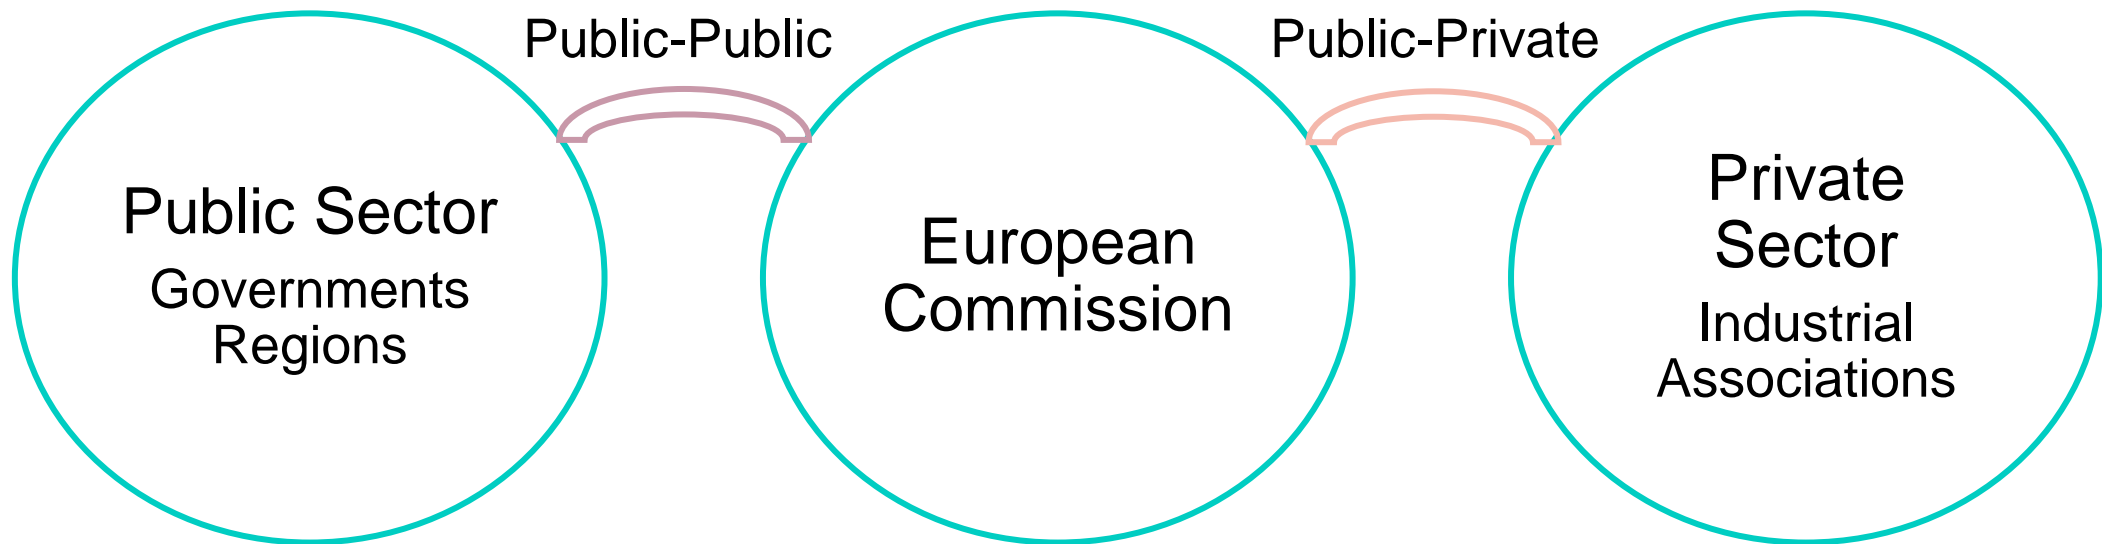 Public-Public
Public-Private
Public Sector
Governments
Regions
European
Commission
Private
Sector
Industrial
Associations